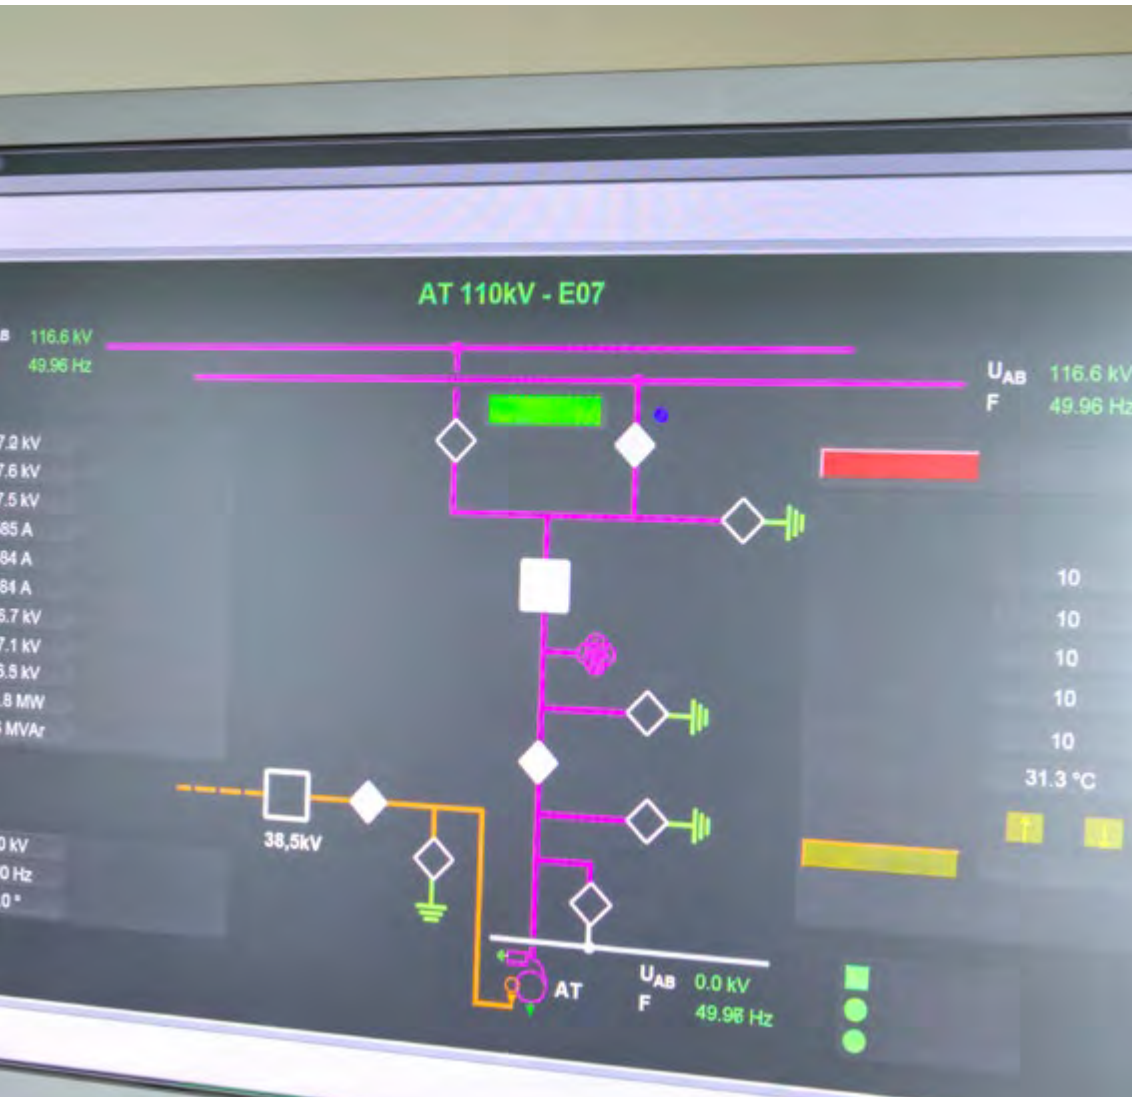 AT 110kV - E07
116.6 kV
49.96 Hz
UAB 116.6 kV
F 49.96 Hz
7.2 kV
7.6 kV
7.5 kV
85 A
84 A
84 A
6.7 kV
7.1 kV
6.5 kV
.8 MW
MVAr
10
10
10
10
10
31.3 °C
38,5kV
0 kV
0 Hz
.0 °
AT
UAB 0.0 kV
F 49.96 Hz